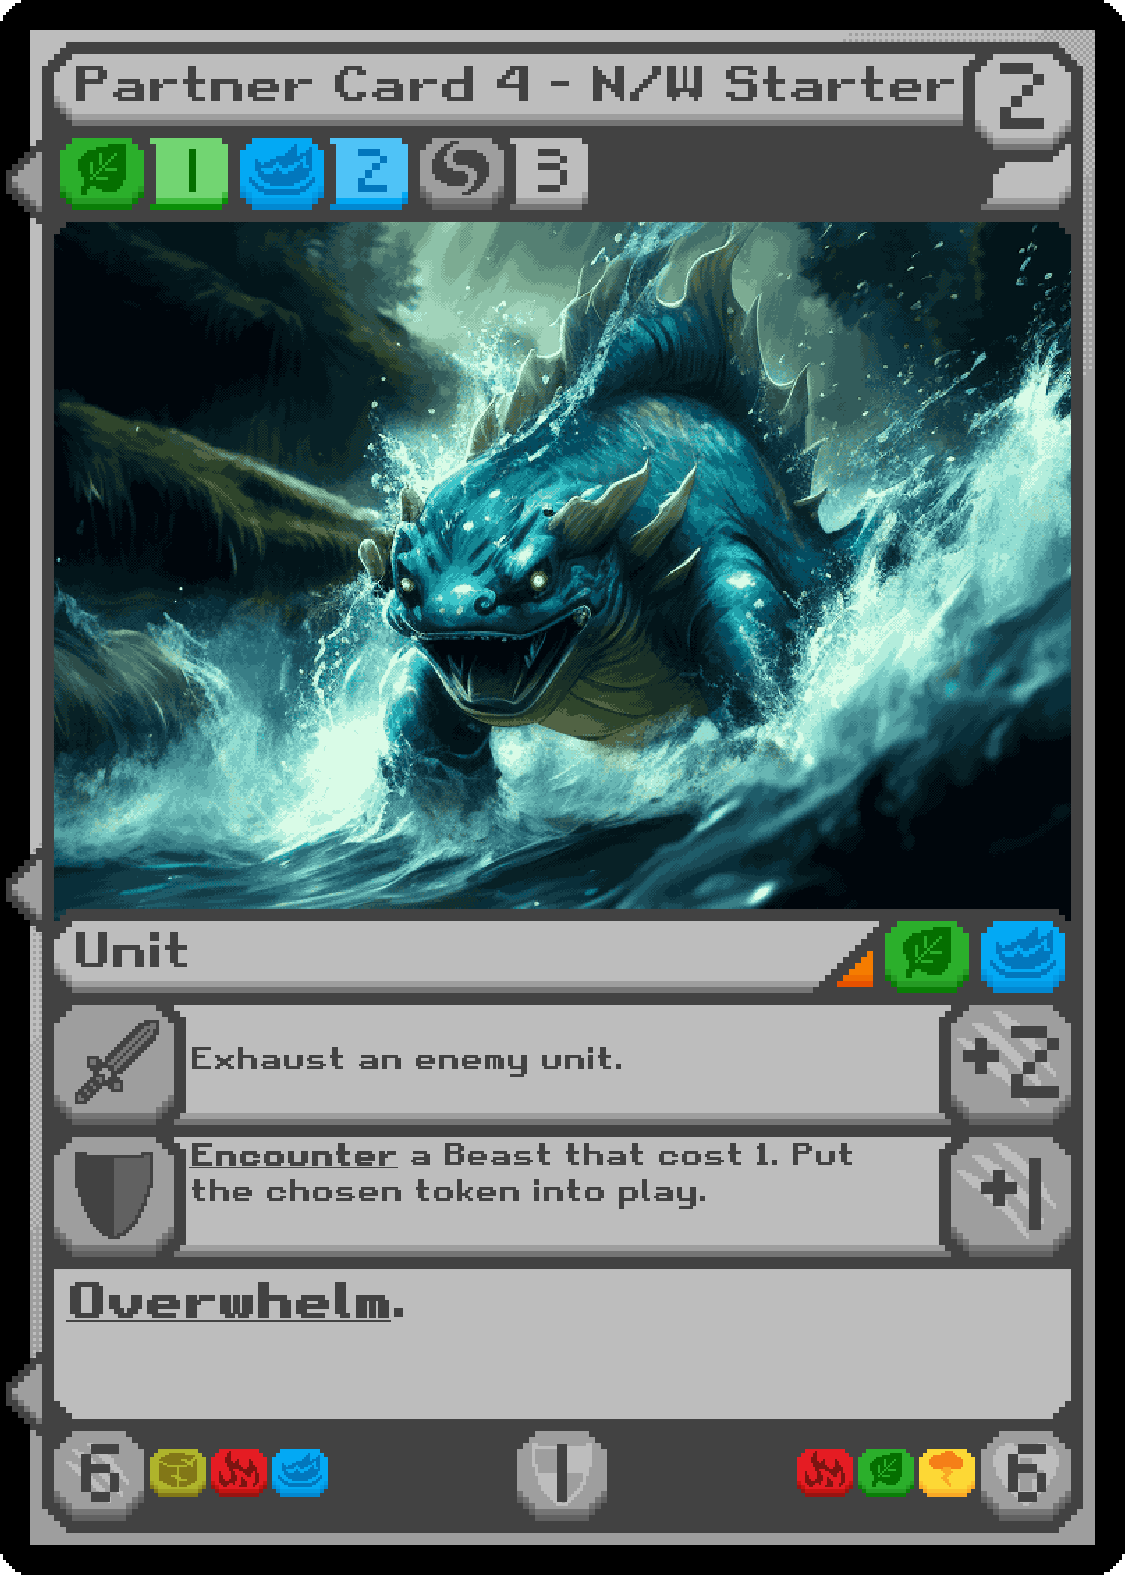 Partner Card 4 - N/W Starter
2
1 2 3
Unit
Exhaust an enemy unit.
+2
Encounter a Beast that cost 1. Put
the chosen token into play.
+1
Overwhelm.
6 1 6